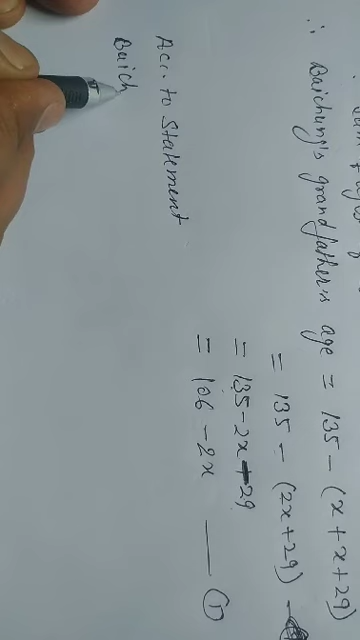 ∴ Baichung's grandfather's age = 135 - (x + x + 29)
= 135 - (2x + 29)
= 135 - 2x - 29
= 106 - 2x —— (1)
Acc. to Statement
Baich